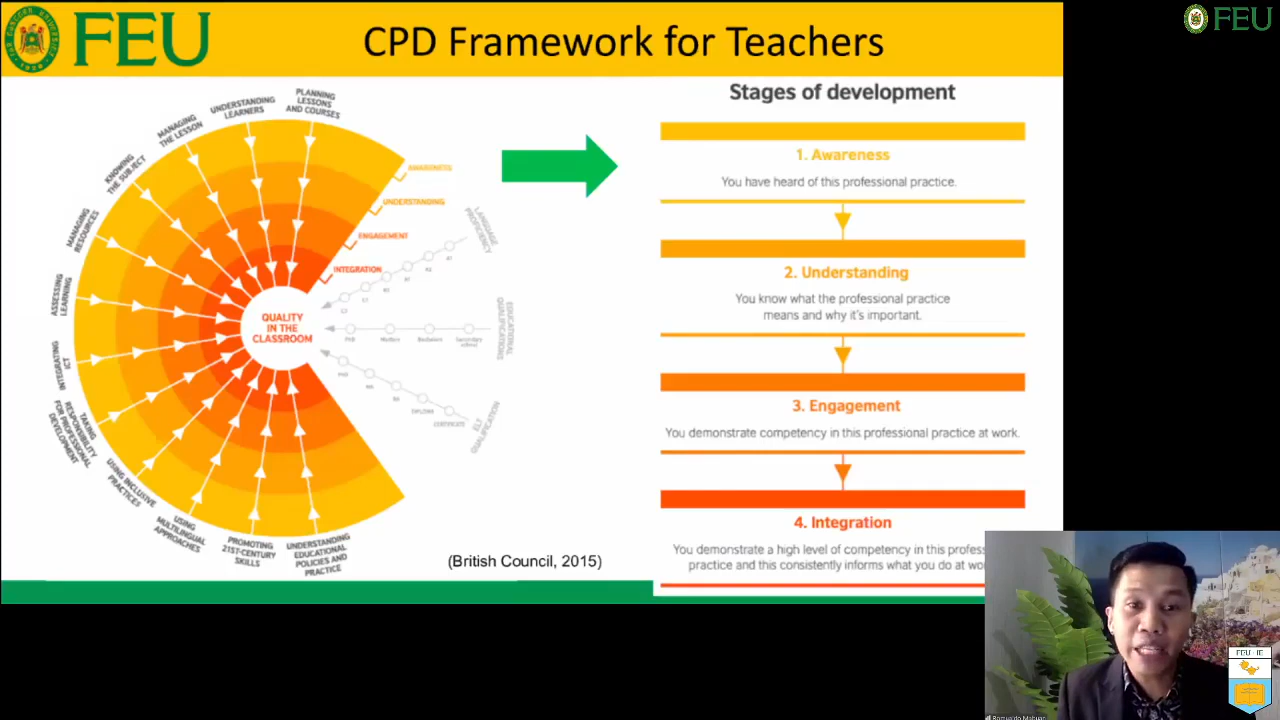 FEU
CPD Framework for Teachers
FEU
PLANNING
LESSONS
AND COURSES
UNDERSTANDING
LEARNERS
MANAGING
THE LESSON
KNOWING
THE SUBJECT
MANAGING
RESOURCES
ASSESSING
LEARNING
INTEGRATING
ICT
TAKING
RESPONSIBILITY
FOR PROFESSIONAL
DEVELOPMENT
USING INCLUSIVE
PRACTICES
USING
MULTILINGUAL
APPROACHES
PROMOTING
21ST-CENTURY
SKILLS
UNDERSTANDING
EDUCATIONAL
POLICIES AND
PRACTICE
AWARENESS
UNDERSTANDING
ENGAGEMENT
INTEGRATION
QUALITY
IN THE
CLASSROOM
LANGUAGE
PROFICIENCY
EDUCATIONAL
QUALIFICATIONS
PhD
Masters
Bachelors
Secondary
school
DIPLOMA
CERTIFICATE
ELT
QUALIFICATION
(British Council, 2015)
Stages of development
1. Awareness
You have heard of this professional practice.
2. Understanding
You know what the professional practice
means and why it's important.
3. Engagement
You demonstrate competency in this professional practice at work.
4. Integration
You demonstrate a high level of competency in this profess
practice and this consistently informs what you do at wo
FEU - IE